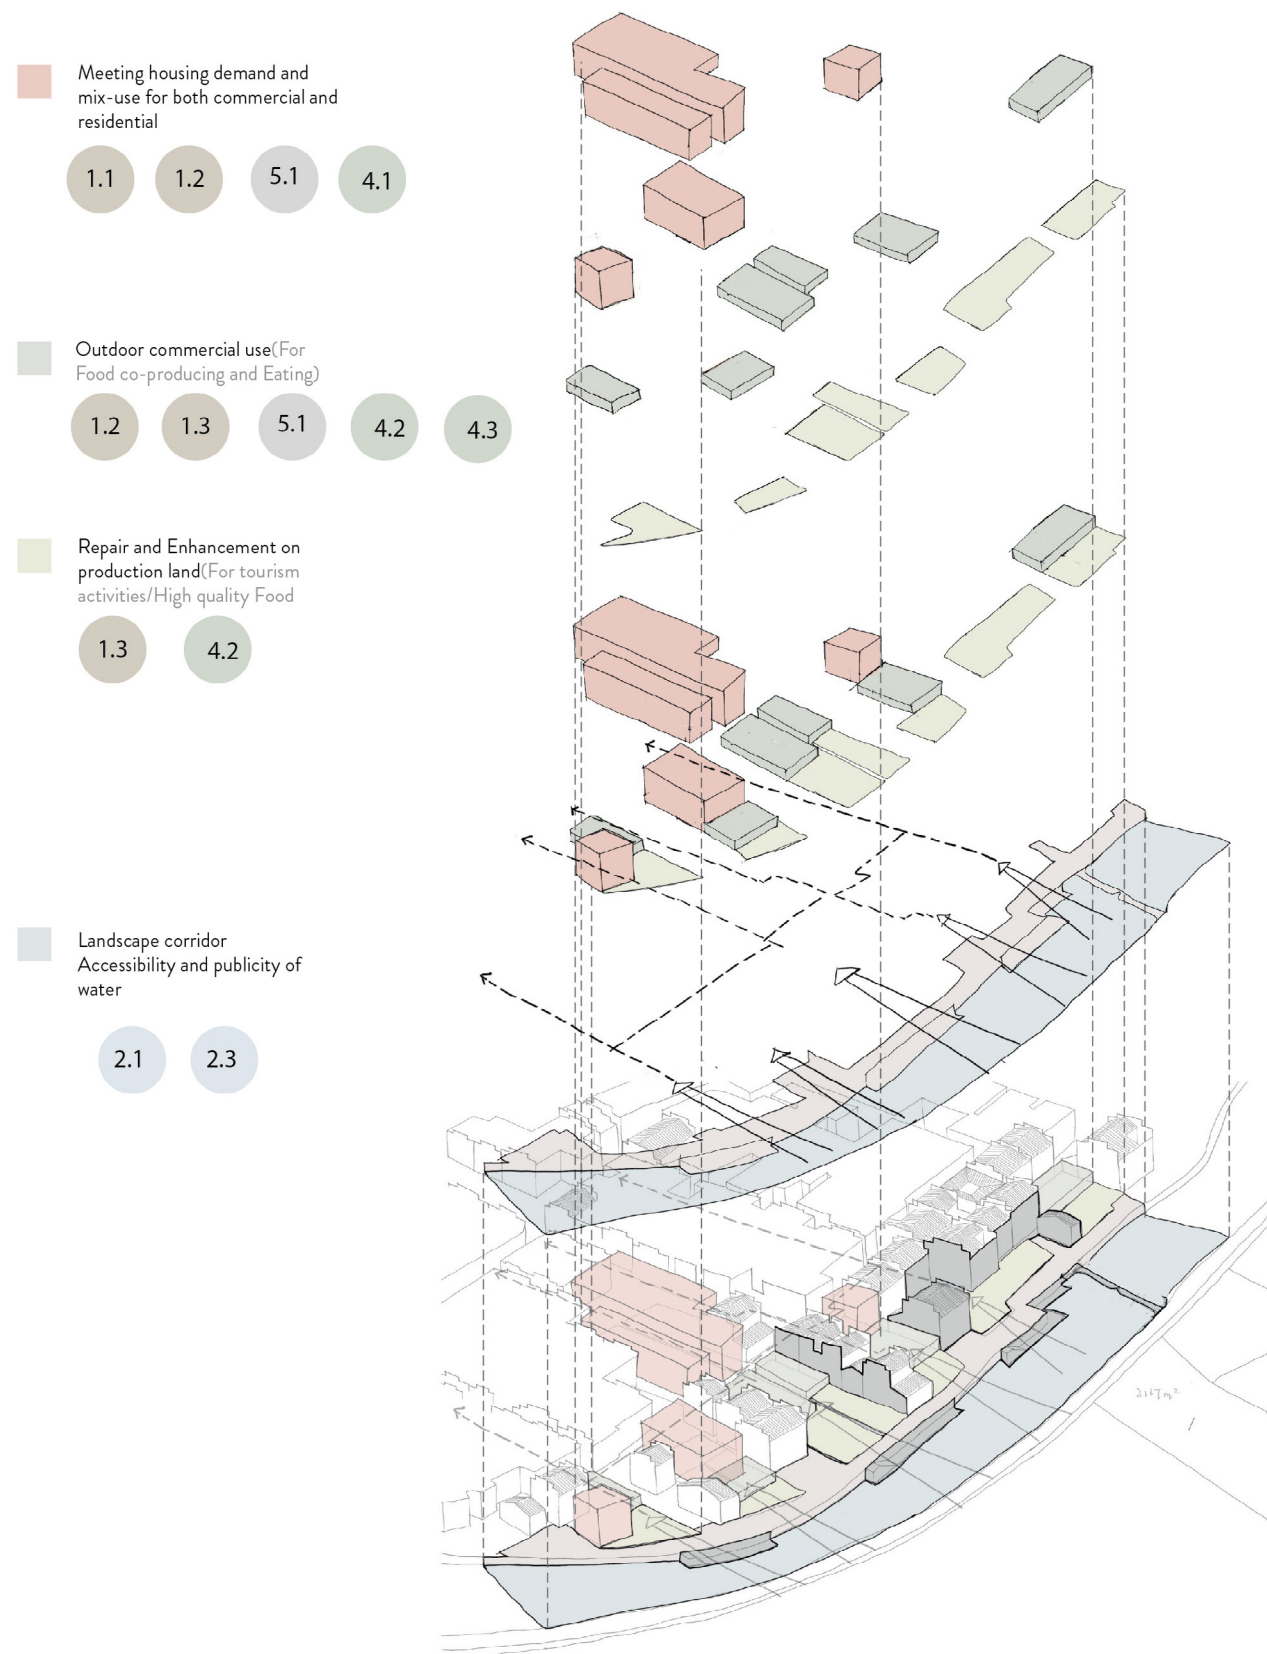 Meeting housing demand and
mix-use for both commercial and
residential
1.1 1.2 5.1 4.1
Outdoor commercial use(For
Food co-producing and Eating)
1.2 1.3 5.1 4.2 4.3
Repair and Enhancement on
production land(For tourism
activities/High quality Food
1.3 4.2
Landscape corridor
Accessibility and publicity of
water
2.1 2.3